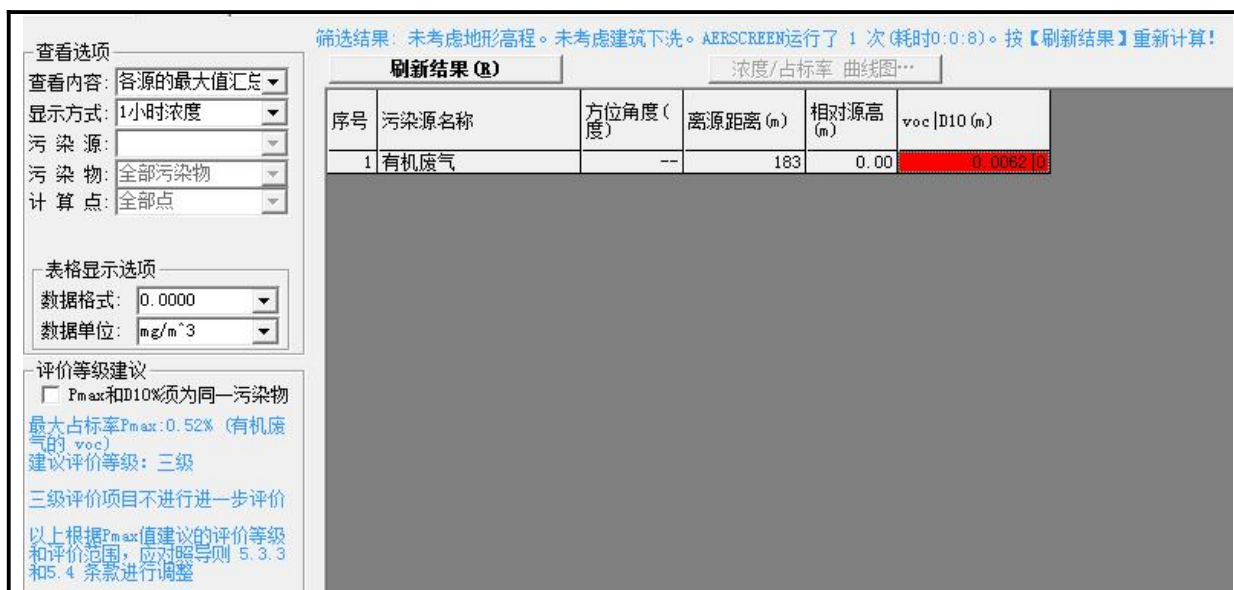 筛选结果: 未考虑地形高程。未考虑建筑下洗。AERSCREEN运行了 1 次(耗时0:0:8)。按【刷新结果】重新计算!
查看选项
查看内容: 各源的最大值汇总
显示方式: 1小时浓度
污 染 源:
污 染 物: 全部污染物
计 算 点: 全部点
表格显示选项
数据格式: 0.0000
数据单位: mg/m^3
评价等级建议
Pmax和D10%须为同一污染物
最大占标率Pmax:0.52% (有机废
气的 voc)
建议评价等级: 三级
三级评价项目不进行进一步评价
以上根据Pmax值建议的评价等级
和评价范围, 应对照导则 5.3.3
和5.4 条款进行调整
刷新结果(R) 浓度/占标率 曲线图…
序号 污染源名称 方位角度(度) 离源距离(m) 相对源高(m) voc|D10(m)
1 有机废气 -- 183 0.00 0.0062|0